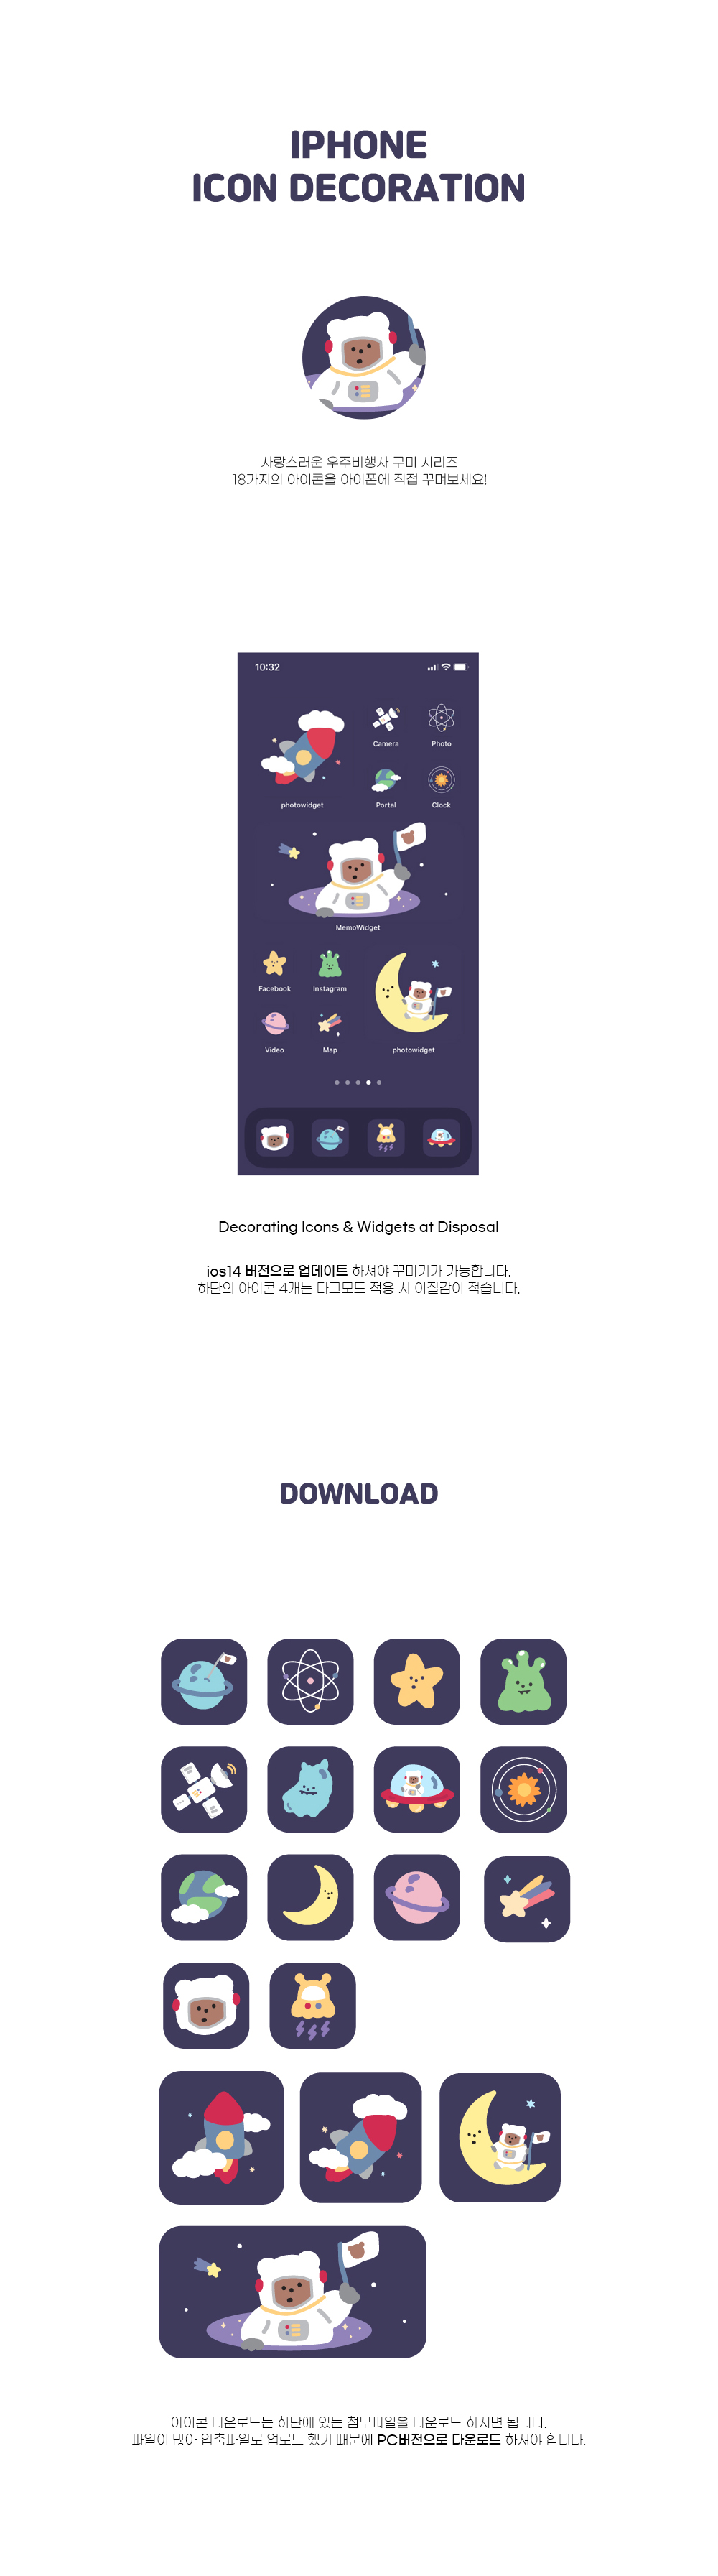 IPHONE
ICON DECORATION
사랑스러운 우주비행사 구미 시리즈
18가지의 아이콘을 아이폰에 직접 꾸며보세요!
10:32
Camera
Photo
photowidget
Portal
Clock
MemoWidget
Facebook
Instagram
Video
Map
photowidget
Decorating Icons & Widgets at Disposal
ios14 버전으로 업데이트 하셔야 꾸미기가 가능합니다.
하단의 아이콘 4개는 다크모드 적용 시 이질감이 적습니다.
DOWNLOAD
아이콘 다운로드는 하단에 있는 첨부파일을 다운로드 하시면 됩니다.
파일이 많아 압축파일로 업로드 했기 때문에 PC버전으로 다운로드 하셔야 합니다.